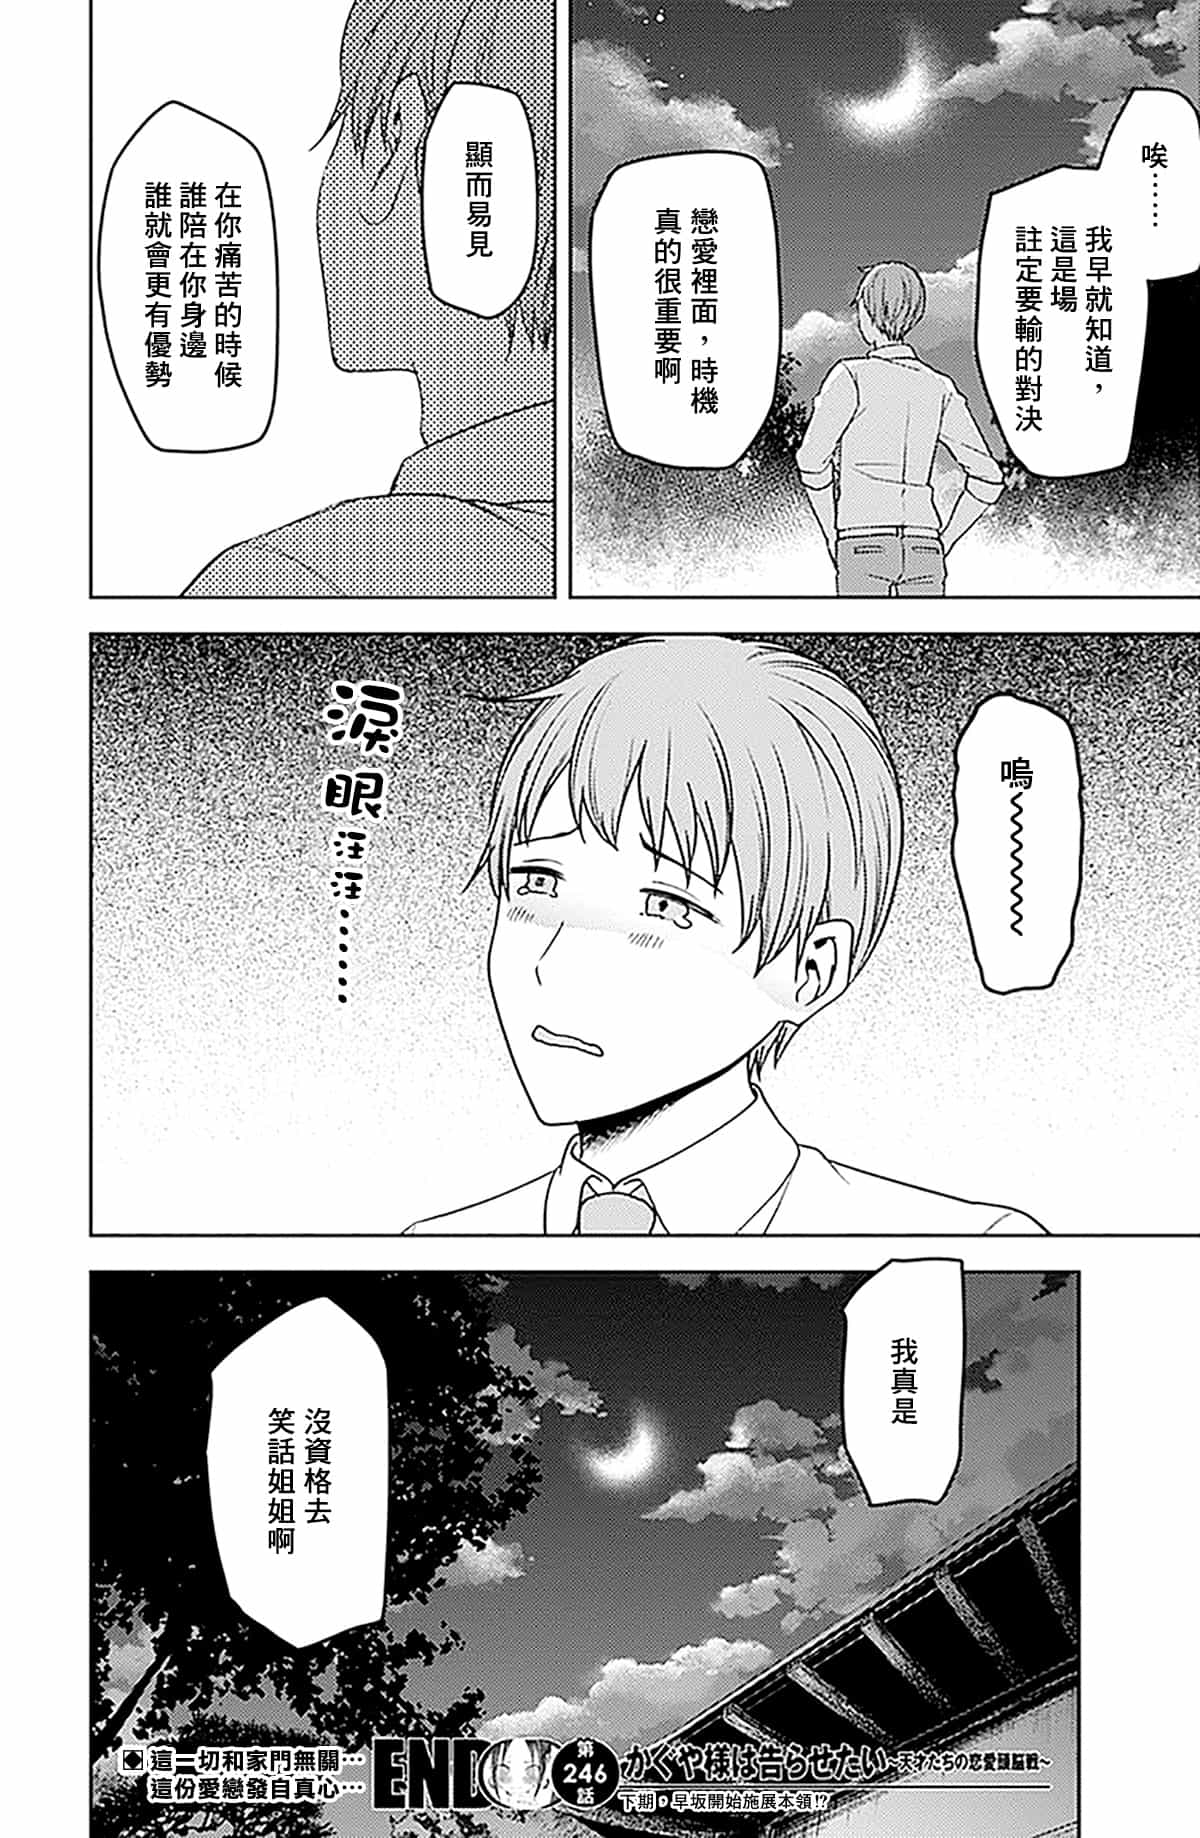 唉……
我早就知道，
這是場
註定要輸的對決
戀愛裡面，時機
真的很重要啊
顯而易見
在你痛苦的時候
誰陪在你身邊
誰就會更有優勢
嗚~~~~~~
淚眼汪汪……
我真是
沒資格去
笑話姐姐啊
這一切和家門無關…
這份愛戀發自真心…
END
第
246
話
かぐや様は告らせたい～天才たちの恋愛頭脳戦～
下期，早坂開始施展本領!?